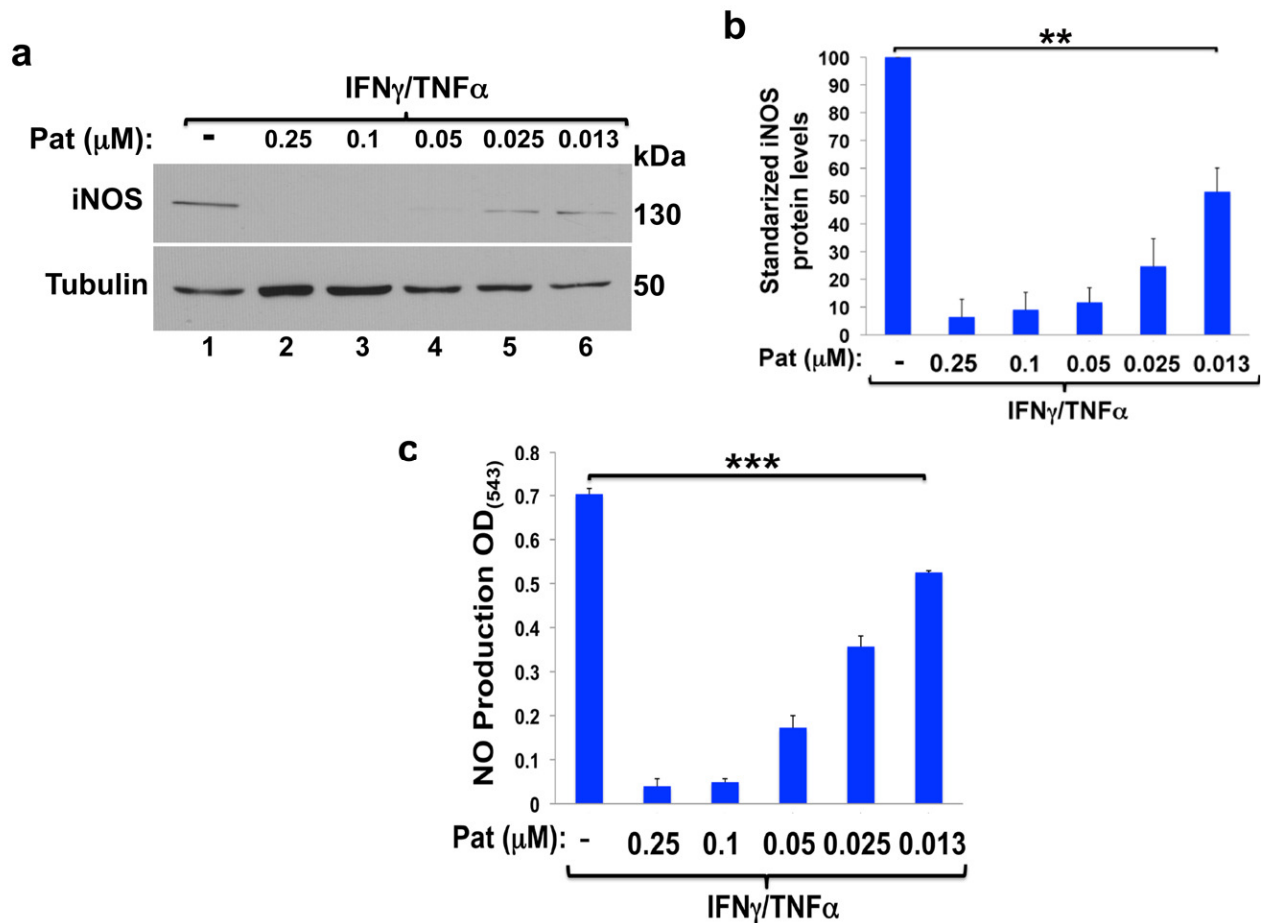 a
IFNγ/TNFα
Pat (μM): - 0.25 0.1 0.05 0.025 0.013
kDa
iNOS 130
Tubulin 50
1 2 3 4 5 6
b
**
Standarized iNOS
protein levels
100
90
80
70
60
50
40
30
20
10
0
Pat (μM): - 0.25 0.1 0.05 0.025 0.013
IFNγ/TNFα
c
***
NO Production OD(543)
0.8
0.7
0.6
0.5
0.4
0.3
0.2
0.1
0
Pat (μM): - 0.25 0.1 0.05 0.025 0.013
IFNγ/TNFα